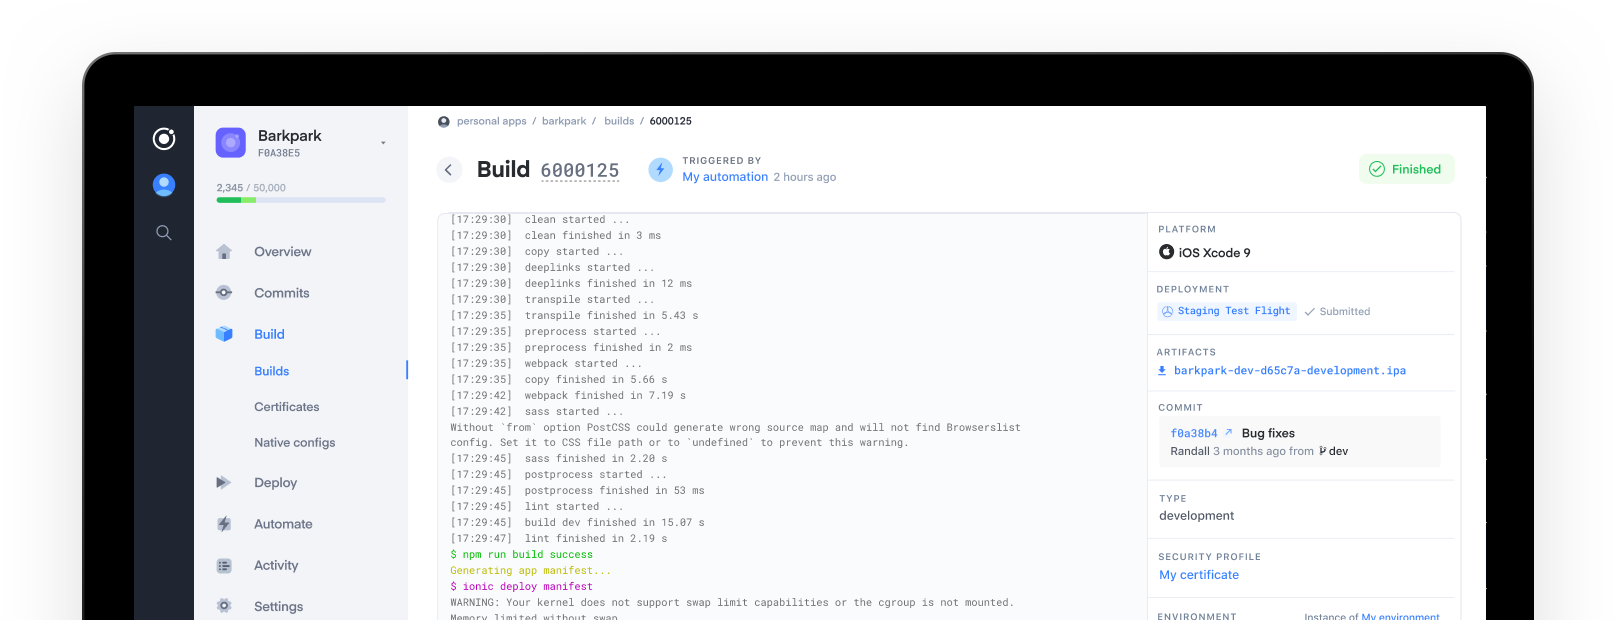 Barkpark
F0A38E5
2,345 / 50,000
Overview
Commits
Build
Builds
Certificates
Native configs
Deploy
Automate
Activity
Settings
personal apps / barkpark / builds / 6000125
Build 6000125
TRIGGERED BY
My automation 2 hours ago
Finished
[17:29:30] clean started ...
[17:29:30] clean finished in 3 ms
[17:29:30] copy started ...
[17:29:30] deeplinks started ...
[17:29:30] deeplinks finished in 12 ms
[17:29:30] transpile started ...
[17:29:35] transpile finished in 5.43 s
[17:29:35] preprocess started ...
[17:29:35] preprocess finished in 2 ms
[17:29:35] webpack started ...
[17:29:35] copy finished in 5.66 s
[17:29:42] webpack finished in 7.19 s
[17:29:42] sass started ...
Without `from` option PostCSS could generate wrong source map and will not find Browserslist
config. Set it to CSS file path or to `undefined` to prevent this warning.
[17:29:45] sass finished in 2.20 s
[17:29:45] postprocess started ...
[17:29:45] postprocess finished in 53 ms
[17:29:45] lint started ...
[17:29:45] build dev finished in 15.07 s
[17:29:47] lint finished in 2.19 s
$ npm run build success
Generating app manifest...
$ ionic deploy manifest
WARNING: Your kernel does not support swap limit capabilities or the cgroup is not mounted.
Memory limited without swap.
PLATFORM
iOS Xcode 9
DEPLOYMENT
Staging Test Flight Submitted
ARTIFACTS
barkpark-dev-d65c7a-development.ipa
COMMIT
f0a38b4 Bug fixes
Randall 3 months ago from dev
TYPE
development
SECURITY PROFILE
My certificate
ENVIRONMENT Instance of My environment